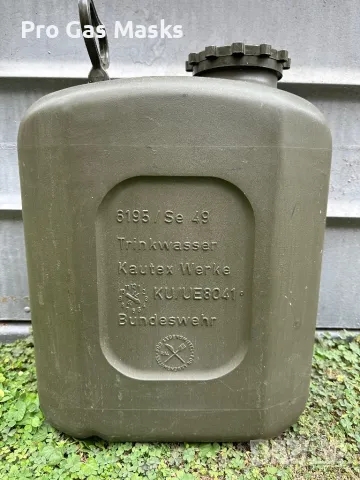 Pro Gas Masks
6195/Se 49
Trinkwasser
Kautex Werke
KU/UE8041
Bundeswehr